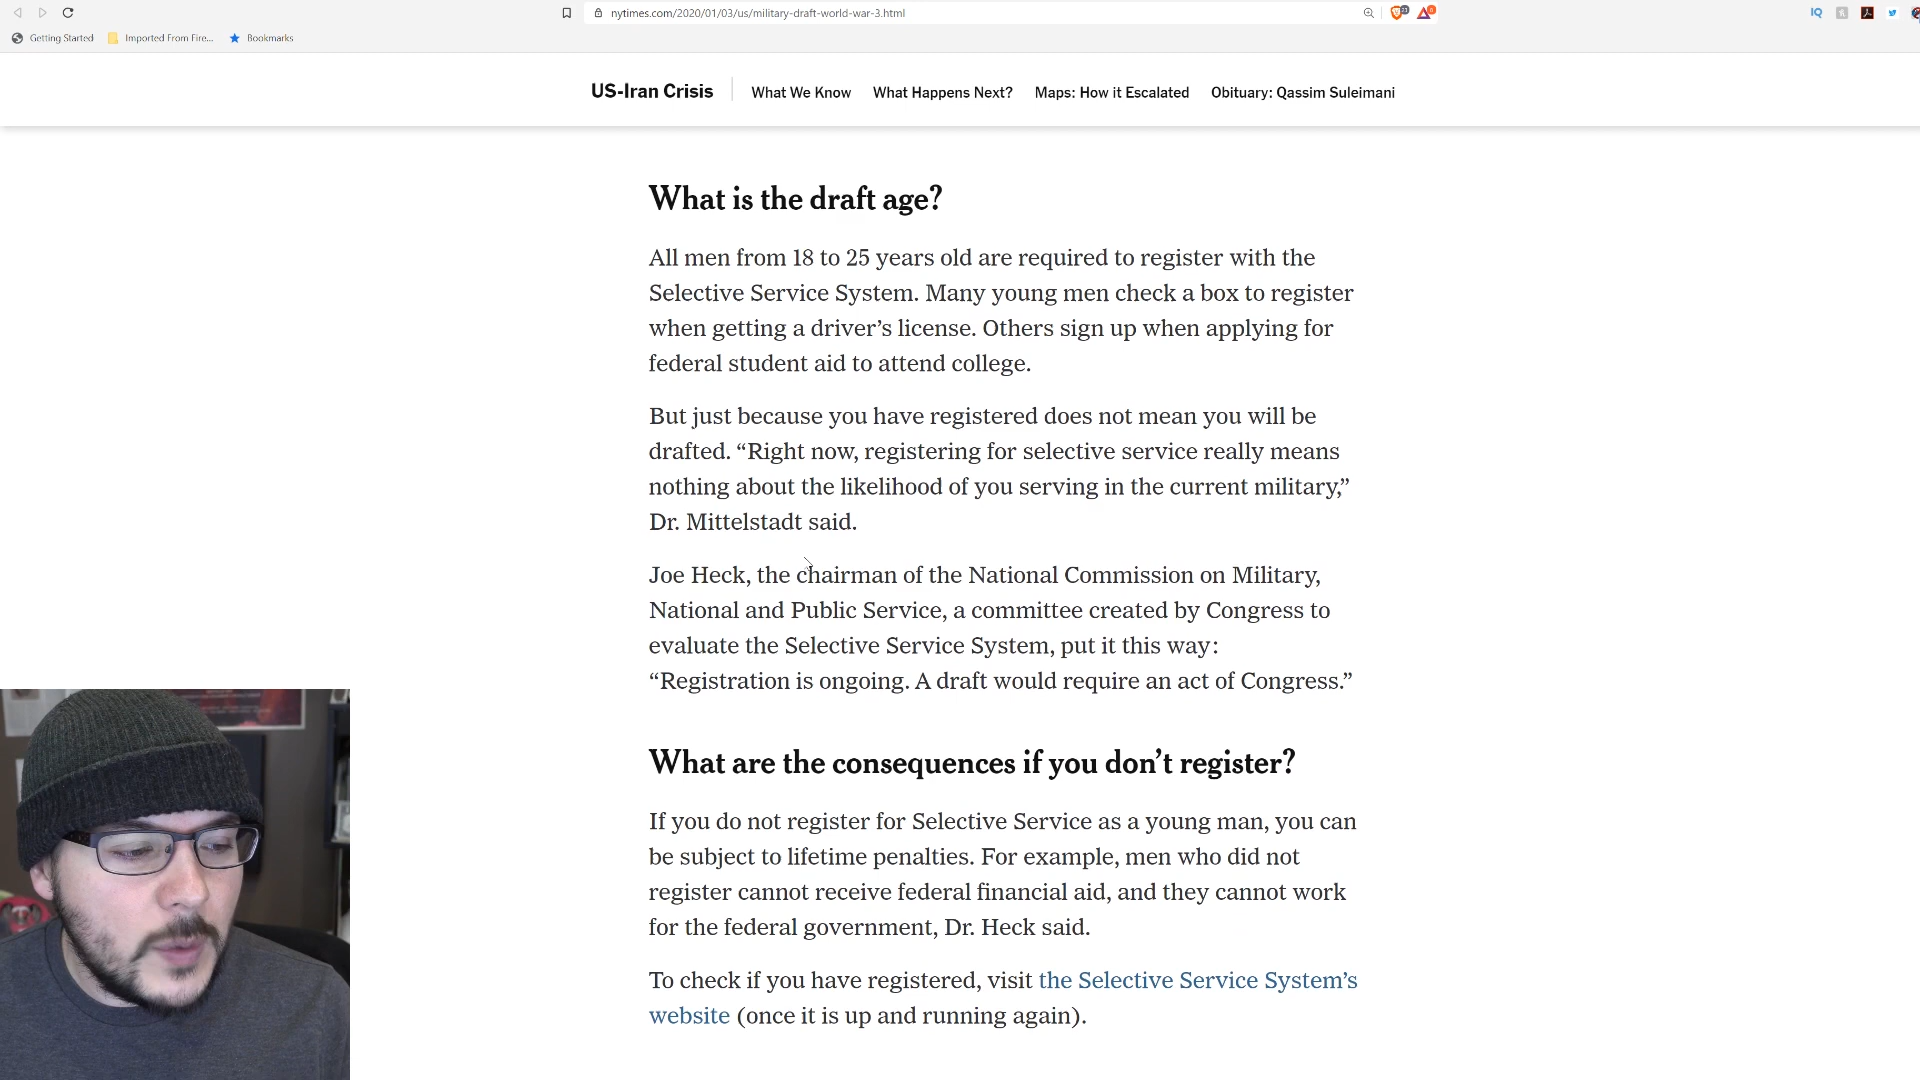 nytimes.com/2020/01/03/us/military-draft-world-war-3.html
Getting Started
Imported From Fire...
Bookmarks
US-Iran Crisis
What We Know
What Happens Next?
Maps: How it Escalated
Obituary: Qassim Suleimani
What is the draft age?
All men from 18 to 25 years old are required to register with the
Selective Service System. Many young men check a box to register
when getting a driver’s license. Others sign up when applying for
federal student aid to attend college.
But just because you have registered does not mean you will be
drafted. “Right now, registering for selective service really means
nothing about the likelihood of you serving in the current military,”
Dr. Mittelstadt said.
Joe Heck, the chairman of the National Commission on Military,
National and Public Service, a committee created by Congress to
evaluate the Selective Service System, put it this way:
“Registration is ongoing. A draft would require an act of Congress.”
What are the consequences if you don’t register?
If you do not register for Selective Service as a young man, you can
be subject to lifetime penalties. For example, men who did not
register cannot receive federal financial aid, and they cannot work
for the federal government, Dr. Heck said.
To check if you have registered, visit the Selective Service System’s
website (once it is up and running again).